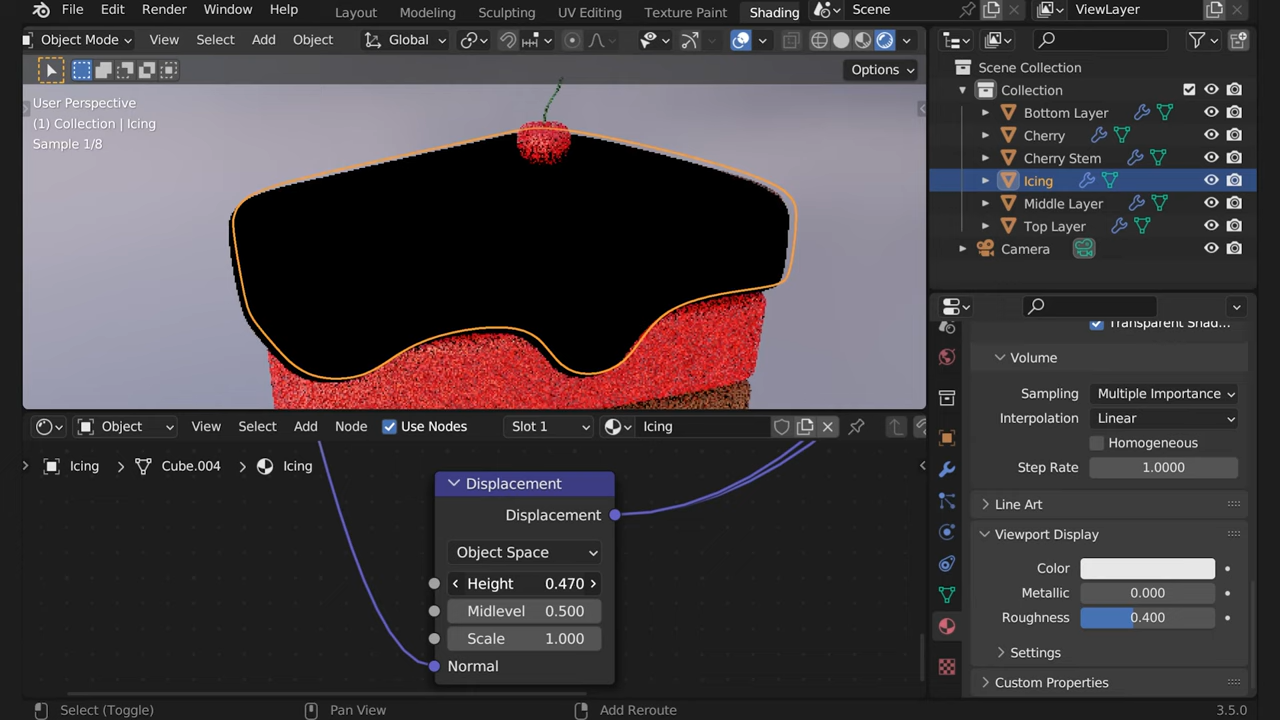 File Edit Render Window Help Layout Modeling Sculpting UV Editing Texture Paint Shading Scene ViewLayer
Object Mode View Select Add Object Global
Options
User Perspective
(1) Collection | Icing
Sample 1/8
Scene Collection
Collection
Bottom Layer
Cherry
Cherry Stem
Icing
Middle Layer
Top Layer
Camera
Transparent Shad...
Volume
Sampling Multiple Importance
Interpolation Linear
Homogeneous
Step Rate 1.0000
Line Art
Viewport Display
Color
Metallic 0.000
Roughness 0.400
Settings
Custom Properties
Object View Select Add Node Use Nodes Slot 1 Icing
Icing > Cube.004 > Icing
Displacement
Displacement
Object Space
Height 0.470
Midlevel 0.500
Scale 1.000
Normal
Select (Toggle) Pan View Add Reroute 3.5.0